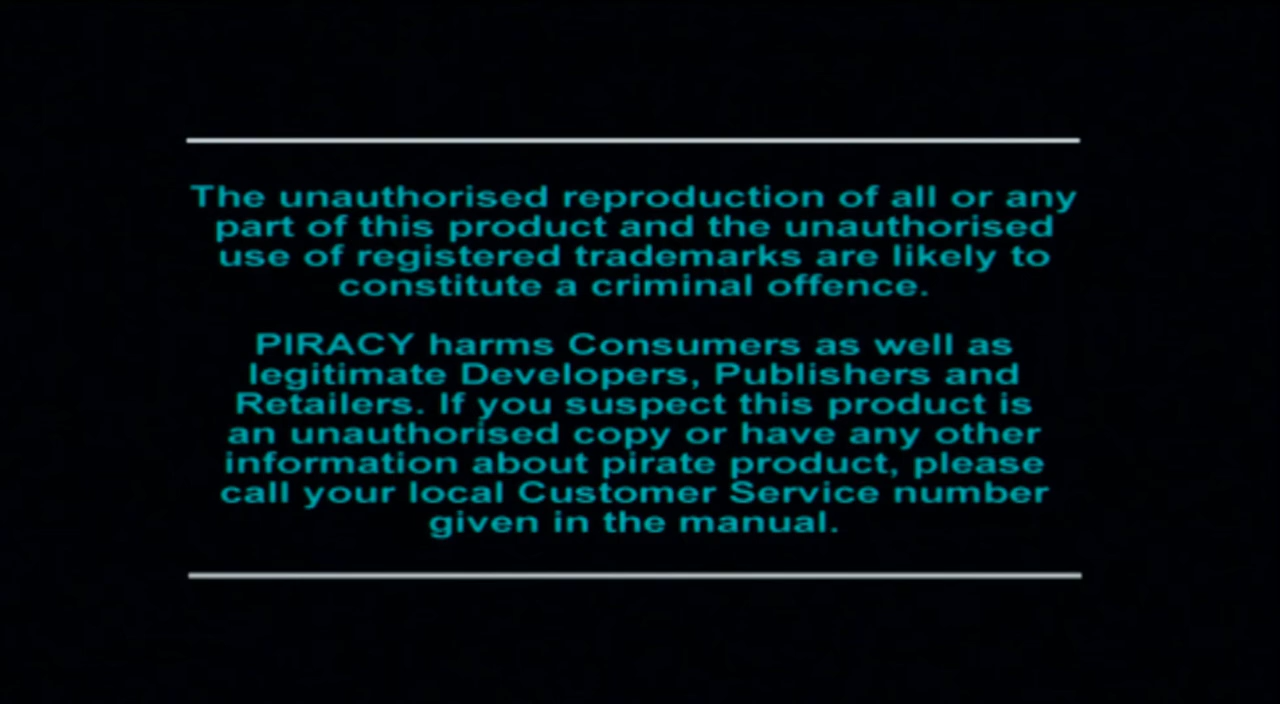 The unauthorised reproduction of all or any
part of this product and the unauthorised
use of registered trademarks are likely to
constitute a criminal offence.
PIRACY harms Consumers as well as
legitimate Developers, Publishers and
Retailers. If you suspect this product is
an unauthorised copy or have any other
information about pirate product, please
call your local Customer Service number
given in the manual.